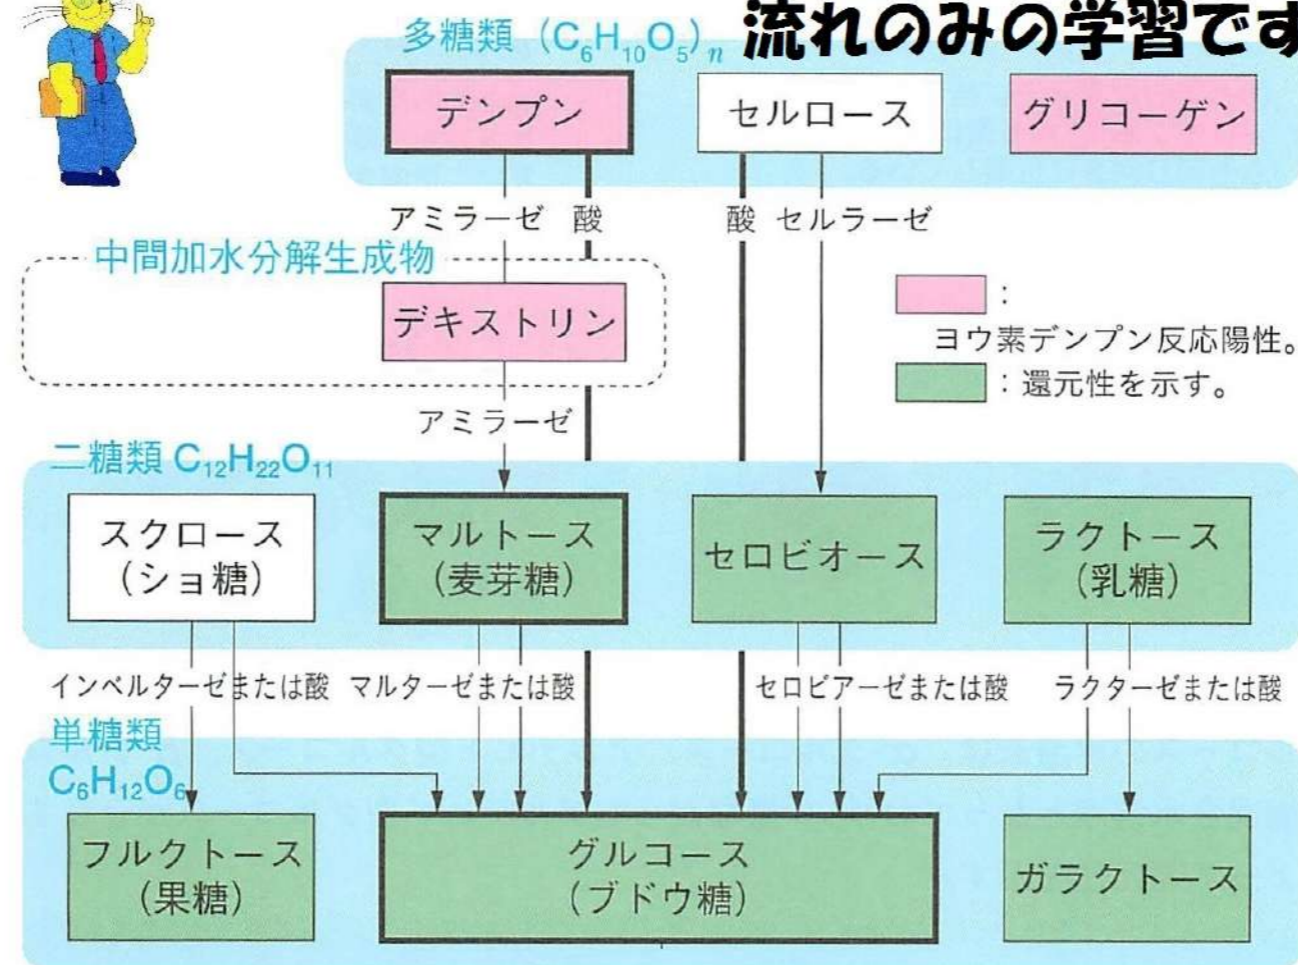 流れのみの学習です
多糖類 (C₆H₁₀O₅)ₙ
デンプン
セルロース
グリコーゲン
アミラーゼ 酸
酸 セルラーゼ
中間加水分解生成物
デキストリン
:
ヨウ素デンプン反応陽性。
:還元性を示す。
アミラーゼ
二糖類 C₁₂H₂₂O₁₁
スクロース
(ショ糖)
マルトース
(麦芽糖)
セロビオース
ラクトース
(乳糖)
インベルターゼまたは酸
マルターゼまたは酸
セロビアーゼまたは酸
ラクターゼまたは酸
単糖類
C₆H₁₂O₆
フルクトース
(果糖)
グルコース
(ブドウ糖)
ガラクトース